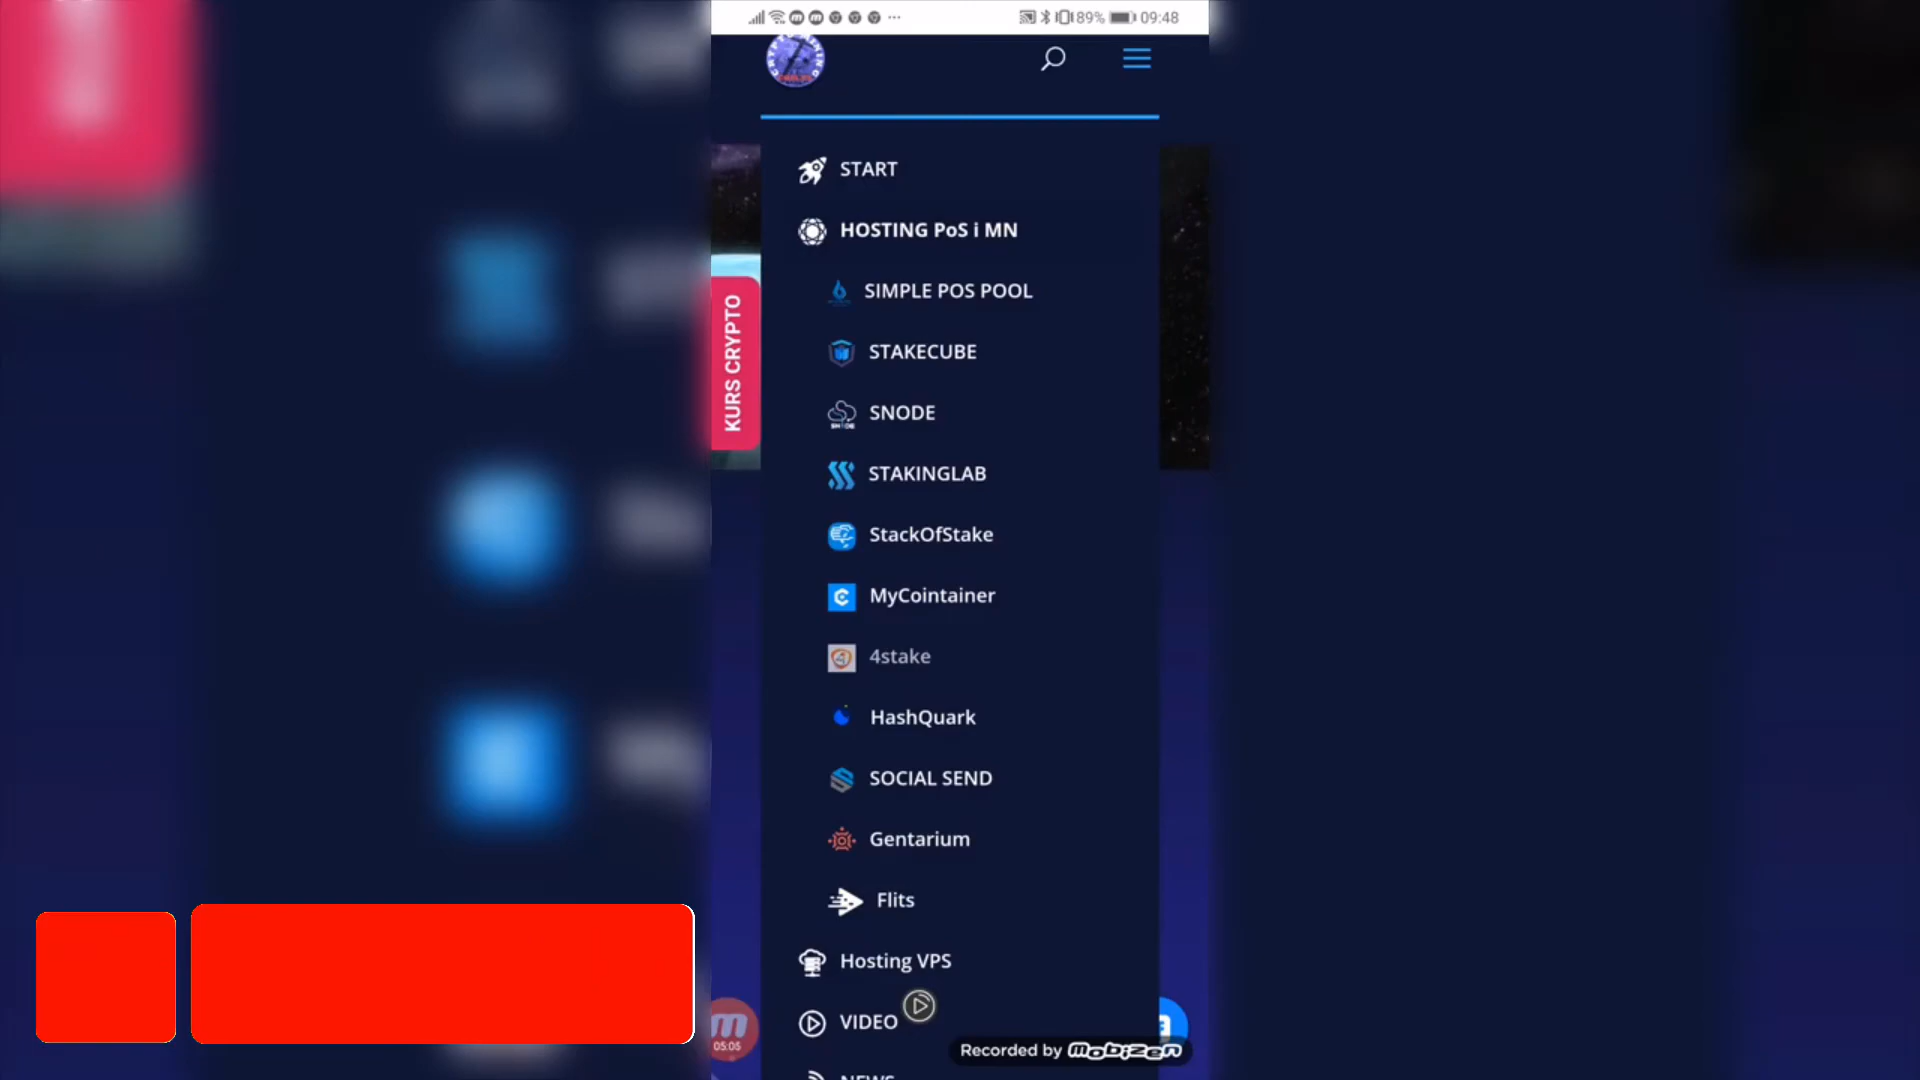 89% 09:48
START
HOSTING PoS i MN
SIMPLE POS POOL
STAKECUBE
SNODE
STAKINGLAB
StackOfStake
MyCointainer
4stake
HashQuark
SOCIAL SEND
Gentarium
Flits
Hosting VPS
VIDEO
NEWS
KURS CRYPTO
05:05
Recorded by mobizen